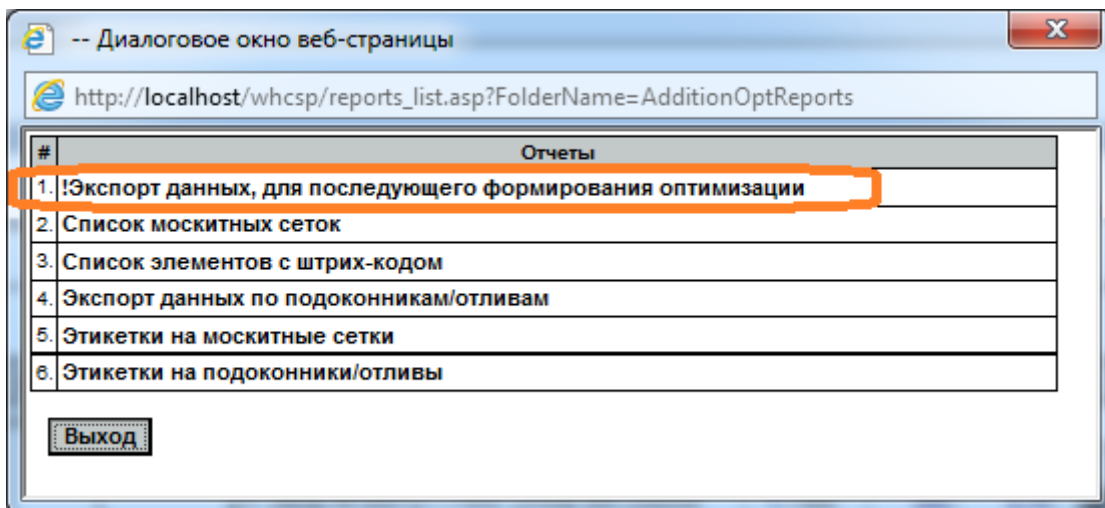 -- Диалоговое окно веб-страницы
http://localhost/whcsp/reports_list.asp?FolderName=AdditionOptReports
# Отчеты
1. !Экспорт данных, для последующего формирования оптимизации
2. Список москитных сеток
3. Список элементов с штрих-кодом
4. Экспорт данных по подоконникам/отливам
5. Этикетки на москитные сетки
6. Этикетки на подоконники/отливы
Выход